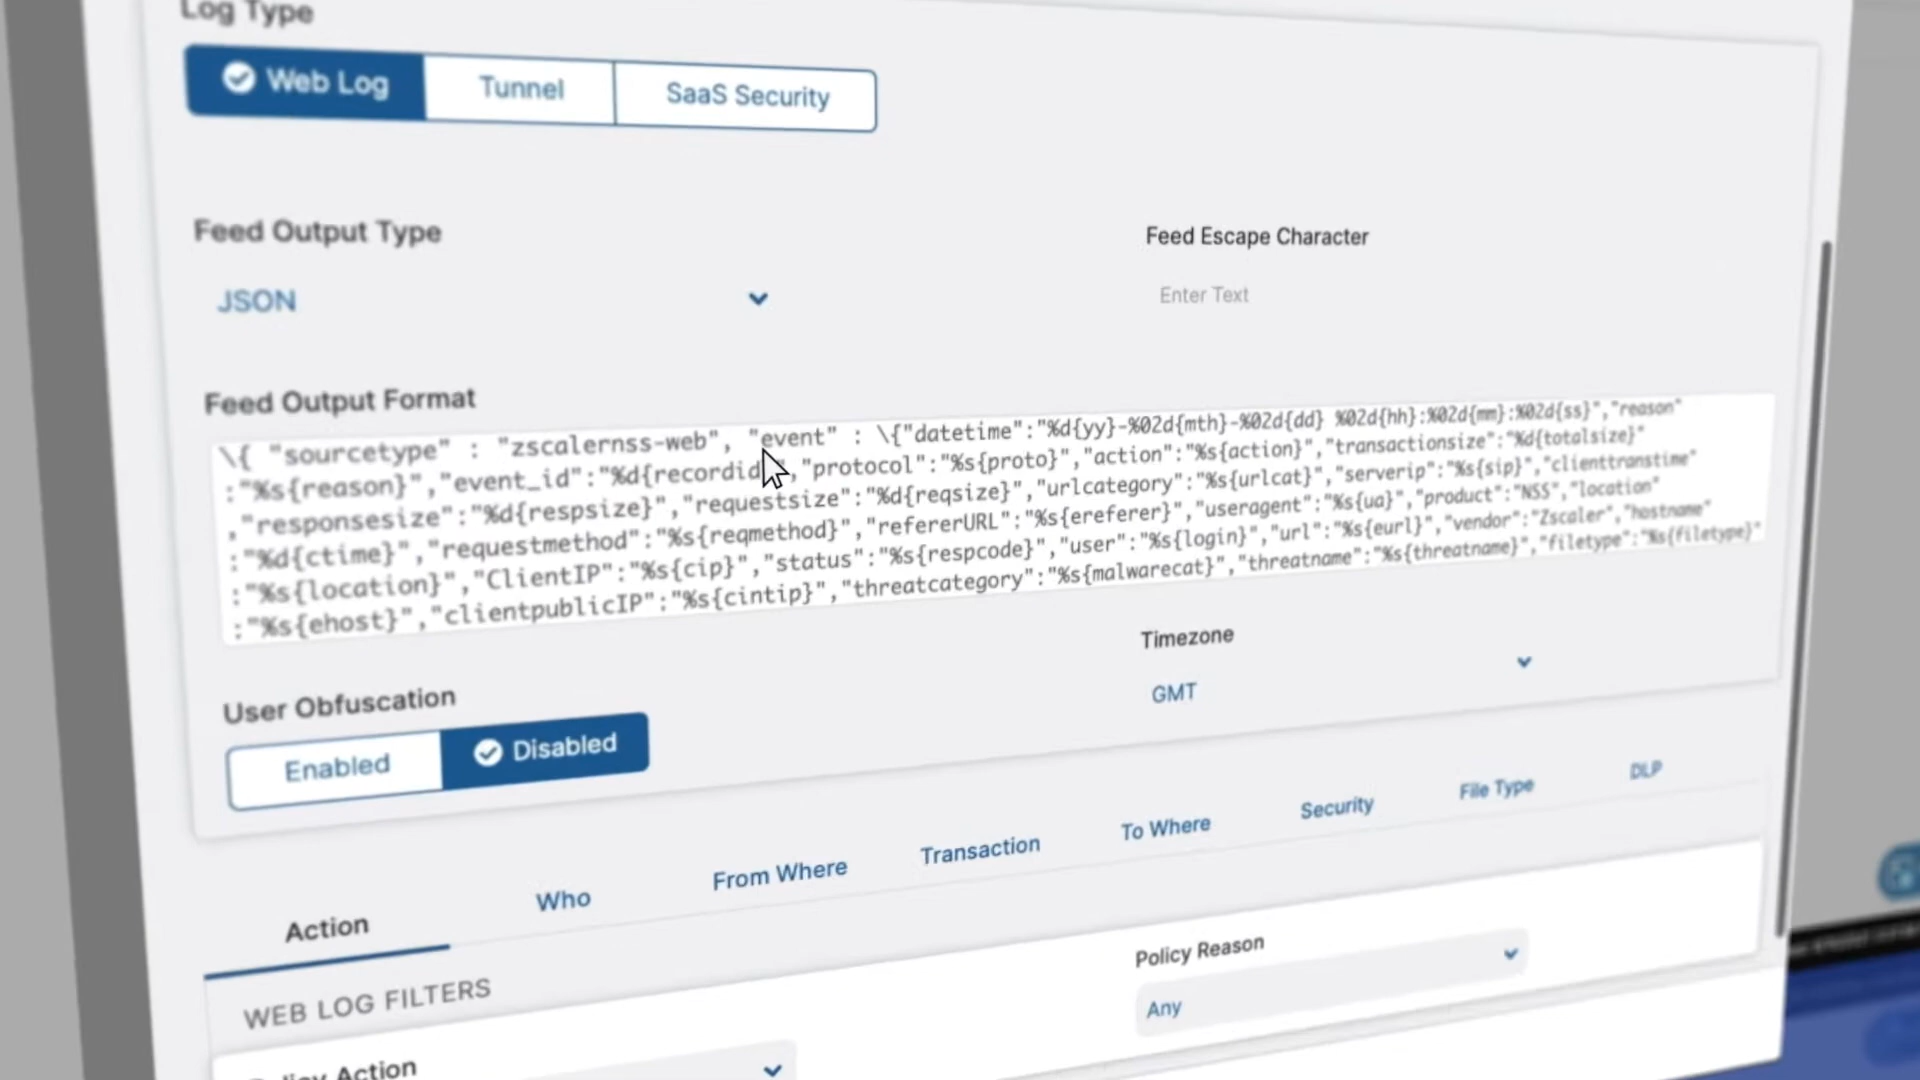 Log Type
Web Log
Tunnel
SaaS Security
Feed Output Type
Feed Escape Character
JSON
Enter Text
Feed Output Format
\{ "sourcetype" : "zscalernss-web", "event" : \{"datetime":"%d{yy}-%02d{mth}-%02d{dd} %02d{hh}:%02d{mm}:%02d{ss}","reason"
:"%s{reason}","event_id":"%d{recordid}","protocol":"%s{proto}","action":"%s{action}","transactionsize":"%d{totalsize}"
,"responsesize":"%d{respsize}","requestsize":"%d{reqsize}","urlcategory":"%s{urlcat}","serverip":"%s{sip}","clienttranstime"
:"%d{ctime}","requestmethod":"%s{reqmethod}","refererURL":"%s{ereferer}","useragent":"%s{ua}","product":"NSS","location"
:"%s{location}","ClientIP":"%s{cip}","status":"%s{respcode}","user":"%s{login}","url":"%s{eurl}","vendor":"Zscaler","hostname"
:"%s{ehost}","clientpublicIP":"%s{cintip}","threatcategory":"%s{malwarecat}","threatname":"%s{threatname}","filetype":"%s{filetype}"
User Obfuscation
Timezone
Enabled
Disabled
GMT
Action
Who
From Where
Transaction
To Where
Security
File Type
DLP
WEB LOG FILTERS
Policy Reason
Any
Action